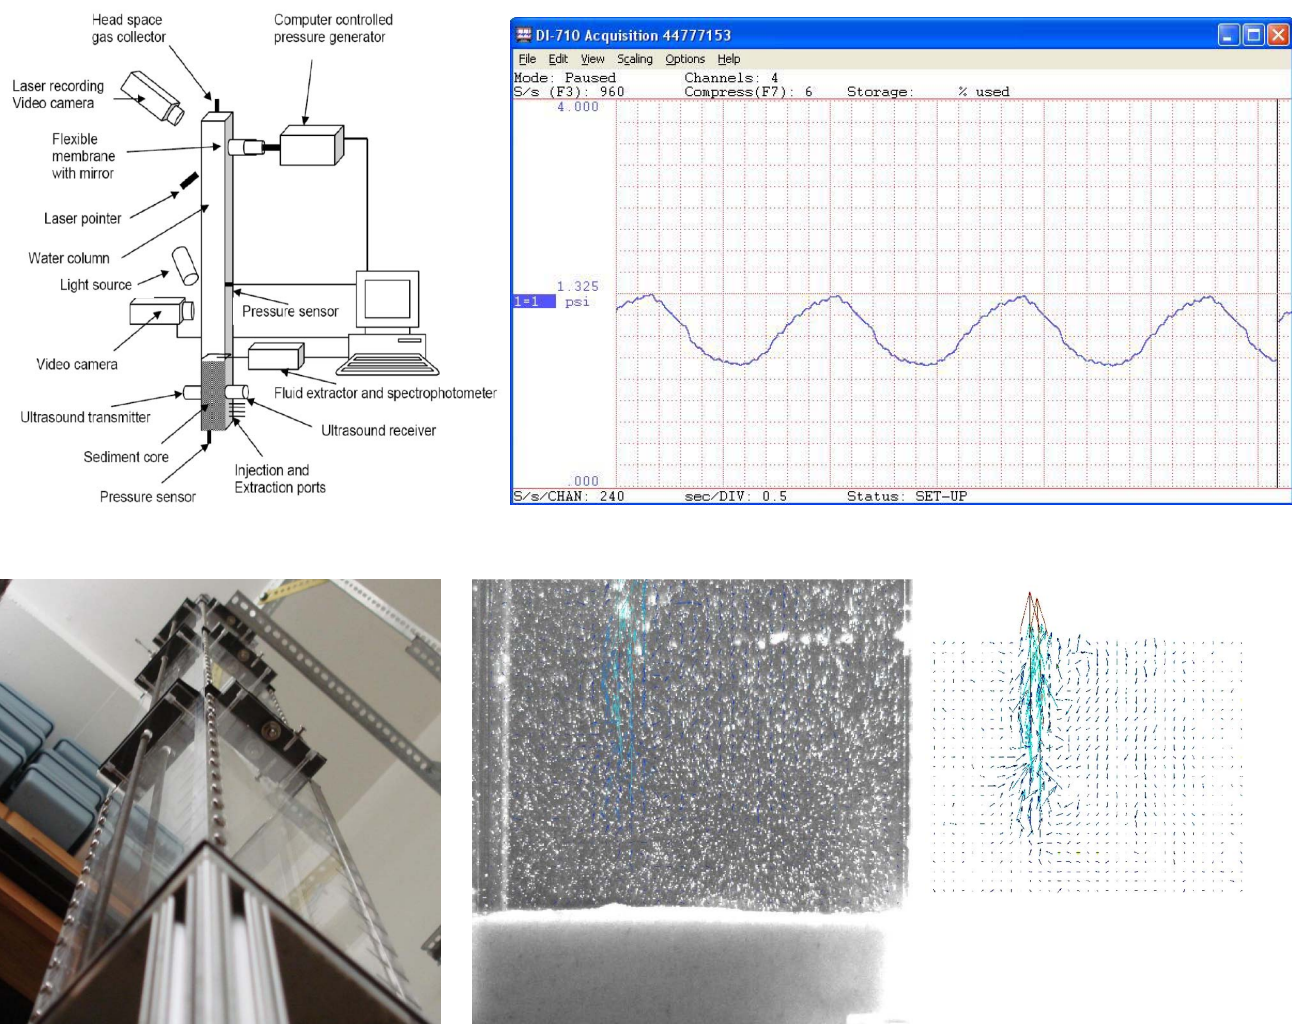 Head space
gas collector
Computer controlled
pressure generator
Laser recording
Video camera
Flexible
membrane
with mirror
Laser pointer
Water column
Light source
Pressure sensor
Video camera
Fluid extractor and spectrophotometer
Ultrasound transmitter
Ultrasound receiver
Sediment core
Injection and
Extraction ports
Pressure sensor
DI-710 Acquisition 44777153
File Edit View Scaling Options Help
Mode: Paused Channels: 4
S/s (F3): 960 Compress(F7): 6 Storage: % used
4.000
1.325
1=1 psi
.000
S/s/CHAN: 240 sec/DIV: 0.5 Status: SET-UP